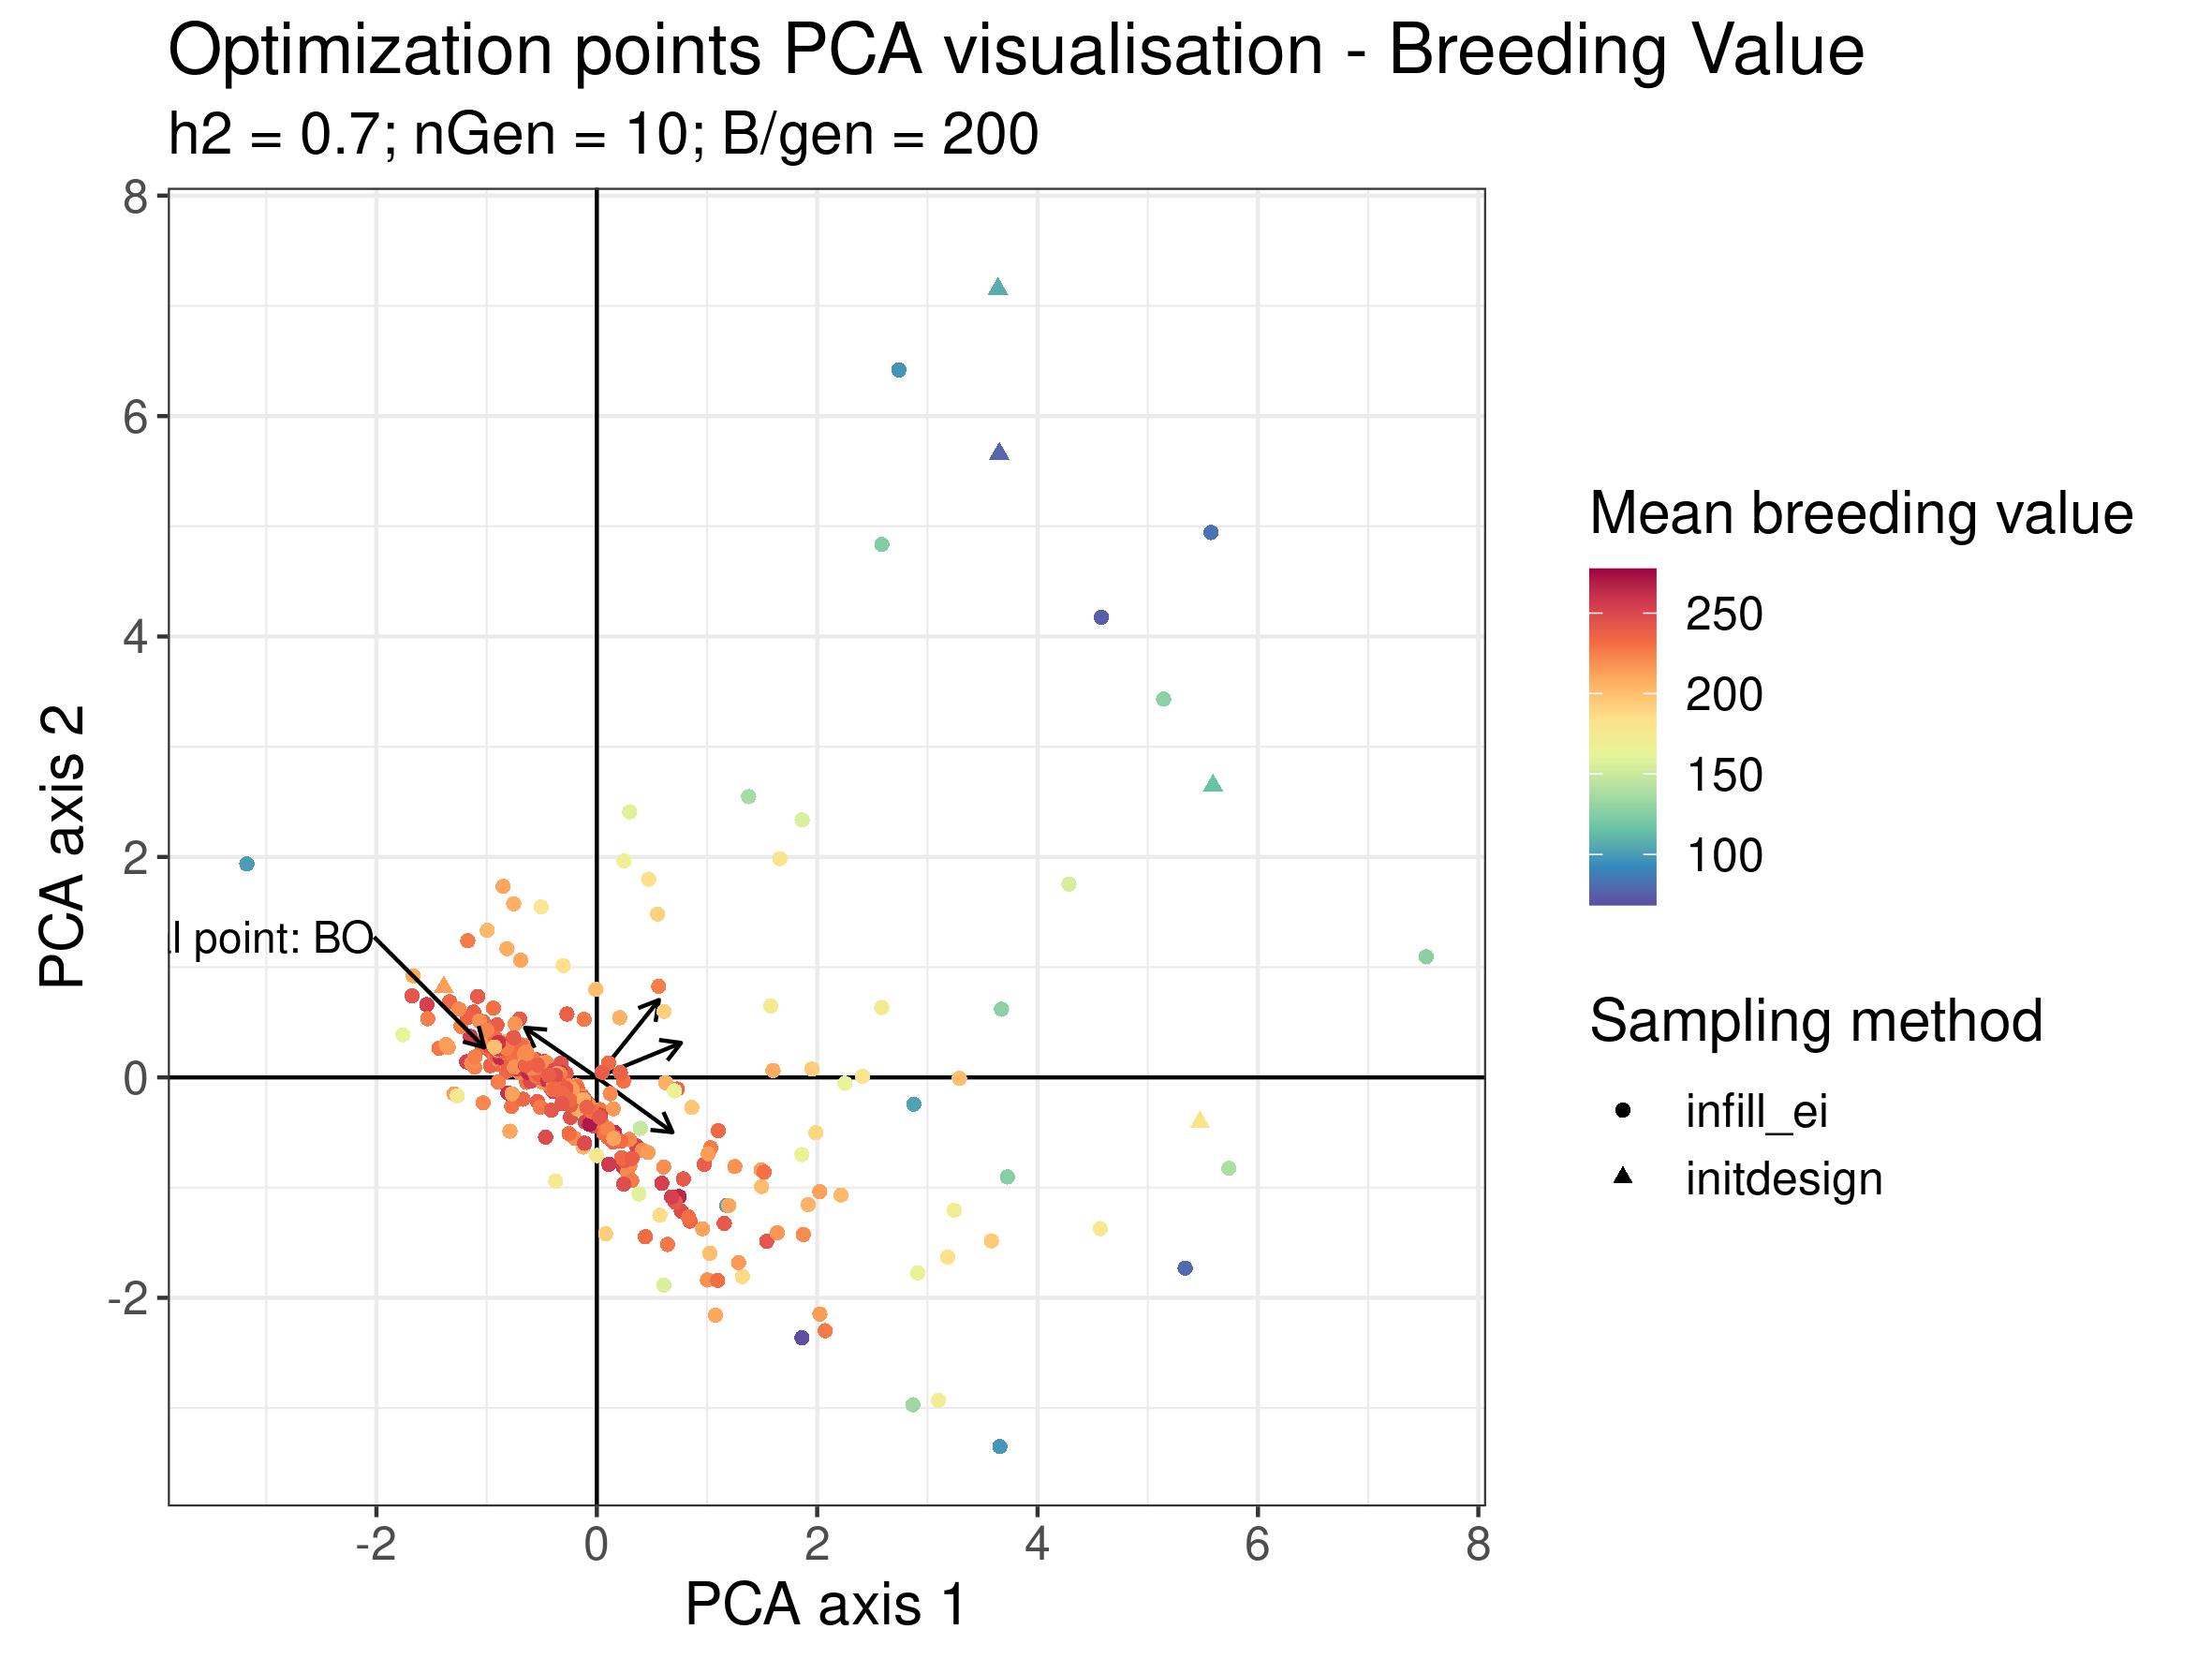 Optimization points PCA visualisation - Breeding Value
h2 = 0.7; nGen = 10; B/gen = 200
8
6
4
2
0
-2
PCA axis 2
l point: BO
-2
0
2
4
6
8
PCA axis 1
Mean breeding value
250
200
150
100
Sampling method
infill_ei
initdesign